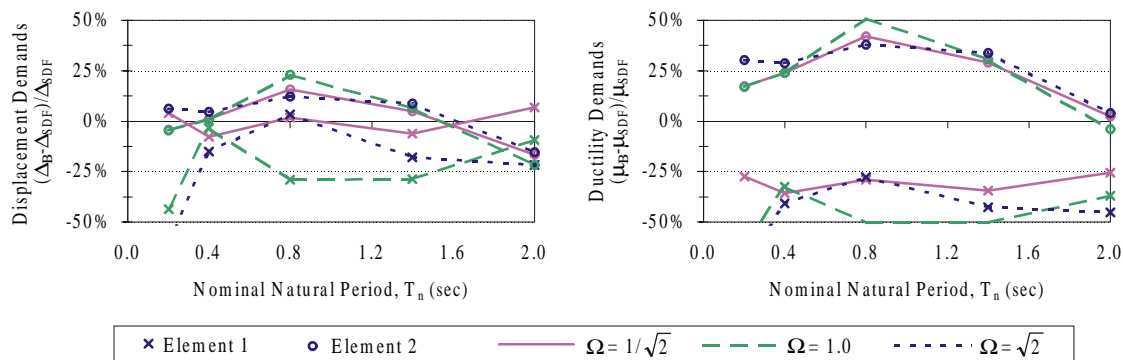 Displacement Demands
(Δ_B-Δ_SDF)/Δ_SDF
50%
25%
0%
-25%
-50%
0.0 0.4 0.8 1.2 1.6 2.0
Nominal Natural Period, T_n (sec)
Ductility Demands
(μ_B-μ_SDF)/μ_SDF
50%
25%
0%
-25%
-50%
0.0 0.4 0.8 1.2 1.6 2.0
Nominal Natural Period, T_n (sec)
Element 1 Element 2 Ω = 1/√2 Ω = 1.0 Ω = √2